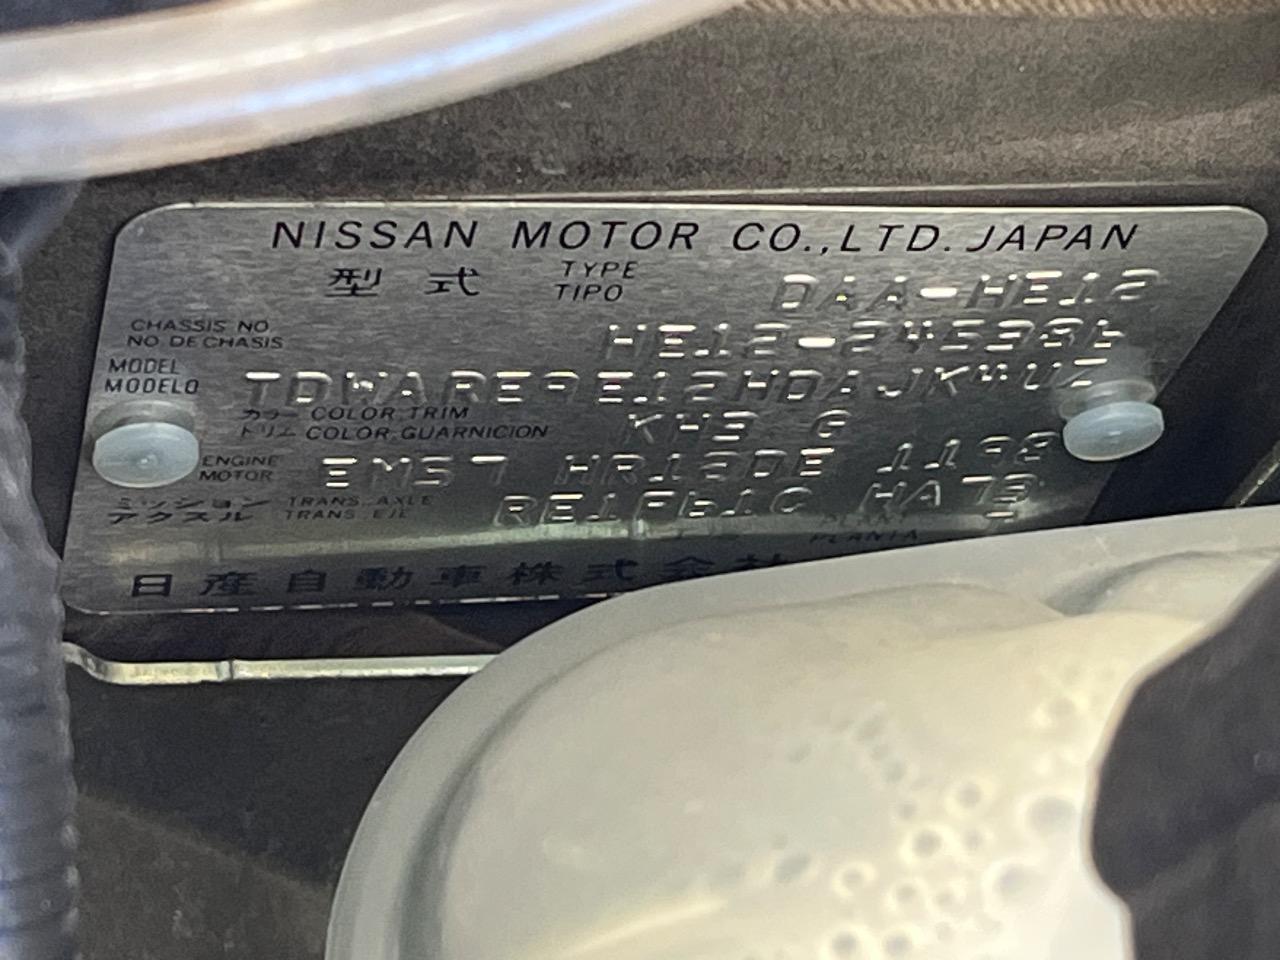 NISSAN MOTOR CO.,LTD. JAPAN
型式 TYPE TIPO DAA-HE12
CHASSIS NO
NO DE CHASIS HE12-245386
MODEL
MODELO
カラー COLOR TRIM
トリム COLOR, GUARNICION KH3 G
ENGINE
MOTOR EM57 HR12DE 1198
ミッション TRANS. AXLE
アクスル TRANS. EJE RE1F61C HA73
PLANT
PLANTA
日産自動車株式会社